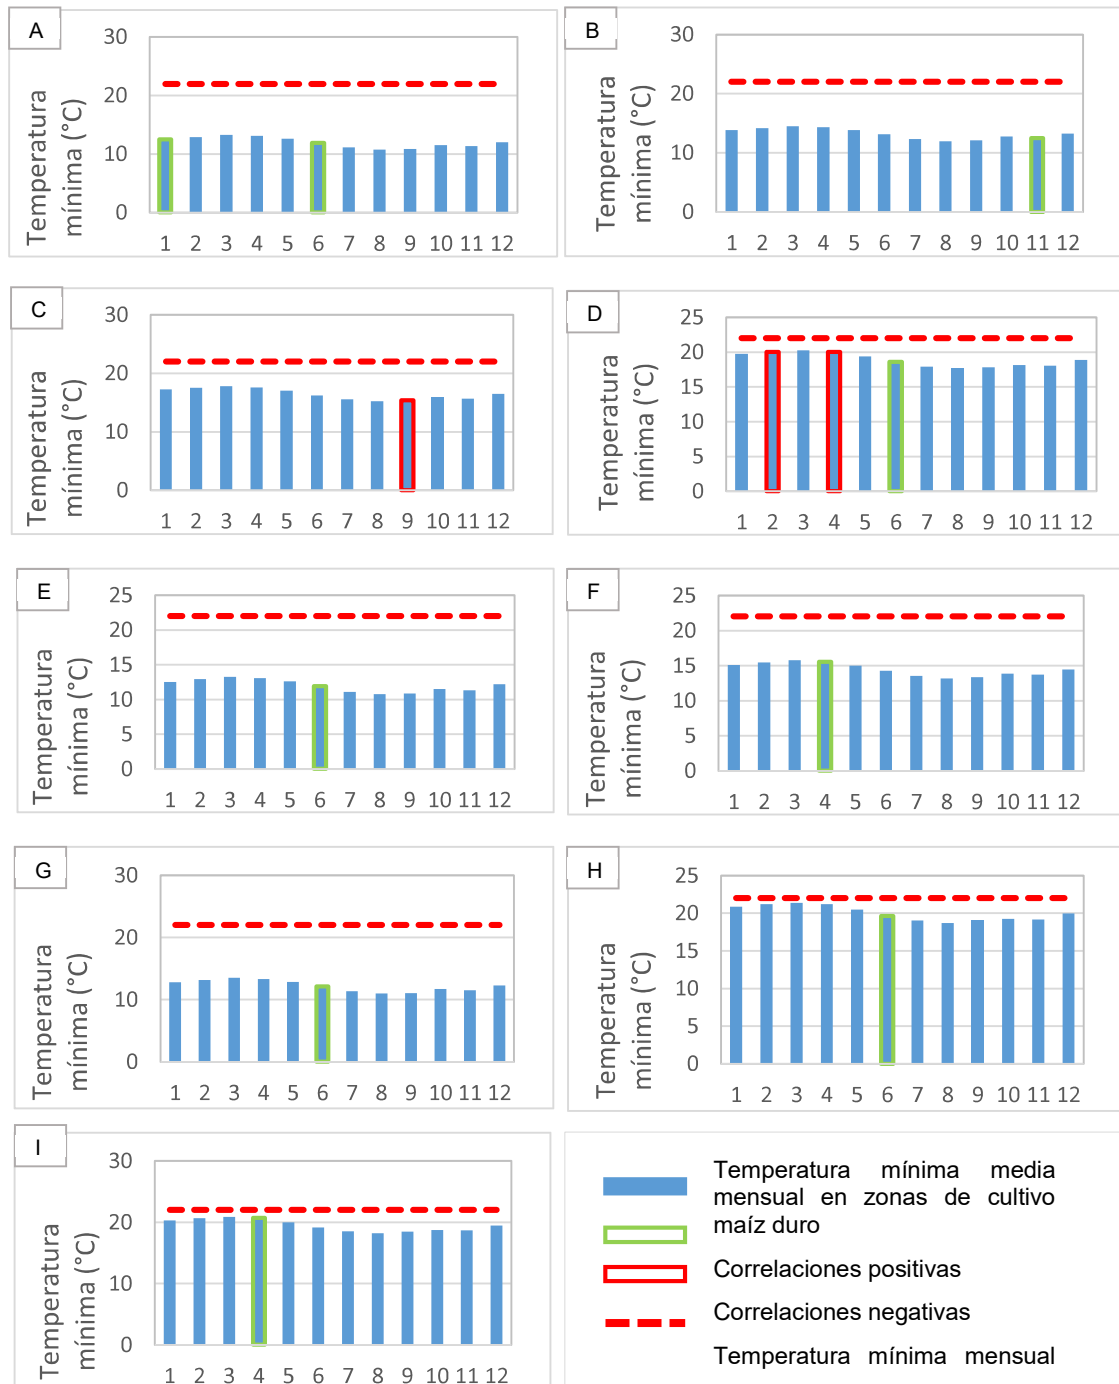 A
Temperatura
mínima (°C)
30
20
10
0
1 2 3 4 5 6 7 8 9 10 11 12
B
Temperatura
mínima (°C)
30
20
10
0
1 2 3 4 5 6 7 8 9 10 11 12
C
Temperatura
mínima (°C)
30
20
10
0
1 2 3 4 5 6 7 8 9 10 11 12
D
Temperatura
mínima (°C)
25
20
15
10
5
0
1 2 3 4 5 6 7 8 9 10 11 12
E
Temperatura
mínima (°C)
25
20
15
10
5
0
1 2 3 4 5 6 7 8 9 10 11 12
F
Temperatura
mínima (°C)
25
20
15
10
5
0
1 2 3 4 5 6 7 8 9 10 11 12
G
Temperatura
mínima (°C)
30
20
10
0
1 2 3 4 5 6 7 8 9 10 11 12
H
Temperatura
mínima (°C)
25
20
15
10
5
0
1 2 3 4 5 6 7 8 9 10 11 12
I
Temperatura
mínima (°C)
30
20
10
0
1 2 3 4 5 6 7 8 9 10 11 12
Temperatura mínima media
mensual en zonas de cultivo
maíz duro
Correlaciones positivas
Correlaciones negativas
Temperatura mínima mensual